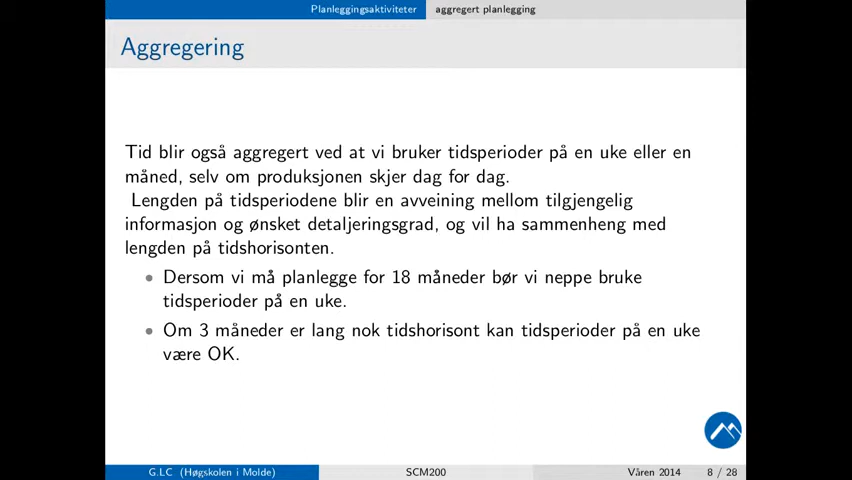 Planleggingsaktiviteter aggregert planlegging
Aggregering
Tid blir også aggregert ved at vi bruker tidsperioder på en uke eller en
måned, selv om produksjonen skjer dag for dag.
Lengden på tidsperiodene blir en avveining mellom tilgjengelig
informasjon og ønsket detaljeringsgrad, og vil ha sammenheng med
lengden på tidshorisonten.
• Dersom vi må planlegge for 18 måneder bør vi neppe bruke
tidsperioder på en uke.
• Om 3 måneder er lang nok tidshorisont kan tidsperioder på en uke
være OK.
G.LC (Høgskolen i Molde) SCM200 Våren 2014 8 / 28